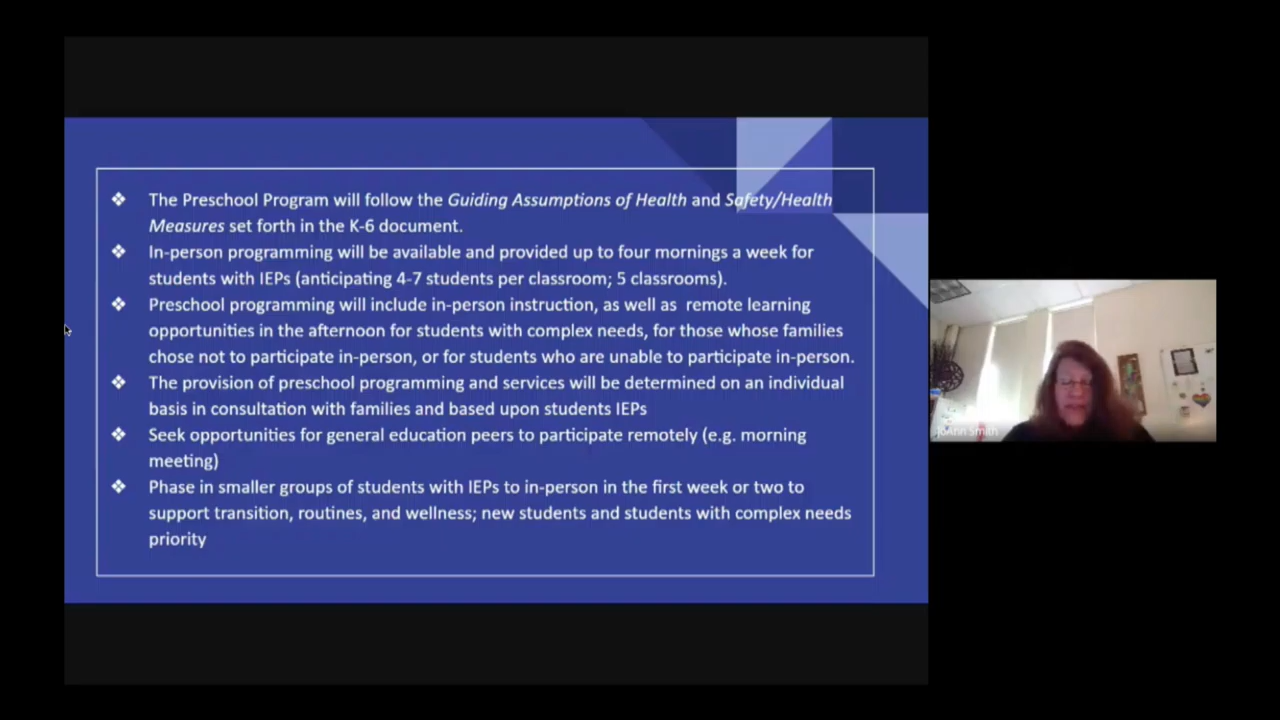 ❖ The Preschool Program will follow the Guiding Assumptions of Health and Safety/Health
Measures set forth in the K-6 document.
❖ In-person programming will be available and provided up to four mornings a week for
students with IEPs (anticipating 4-7 students per classroom; 5 classrooms).
❖ Preschool programming will include in-person instruction, as well as remote learning
opportunities in the afternoon for students with complex needs, for those whose families
chose not to participate in-person, or for students who are unable to participate in-person.
❖ The provision of preschool programming and services will be determined on an individual
basis in consultation with families and based upon students IEPs
❖ Seek opportunities for general education peers to participate remotely (e.g. morning
meeting)
❖ Phase in smaller groups of students with IEPs to in-person in the first week or two to
support transition, routines, and wellness; new students and students with complex needs
priority
JoAnn Smith